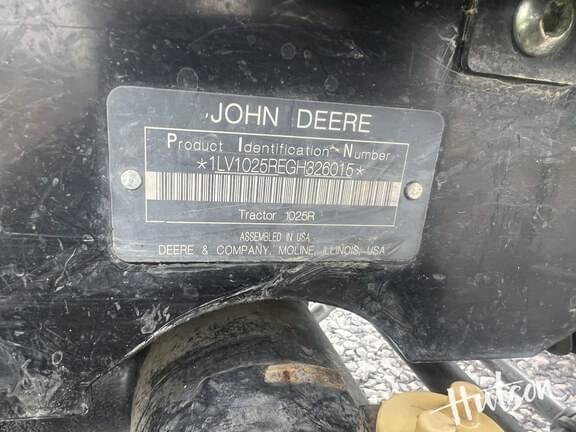 JOHN DEERE
Product Identification Number
*1LV1025REGH326015*
Tractor 1025R
ASSEMBLED IN USA
DEERE & COMPANY, MOLINE, ILLINOIS, USA
Hutson